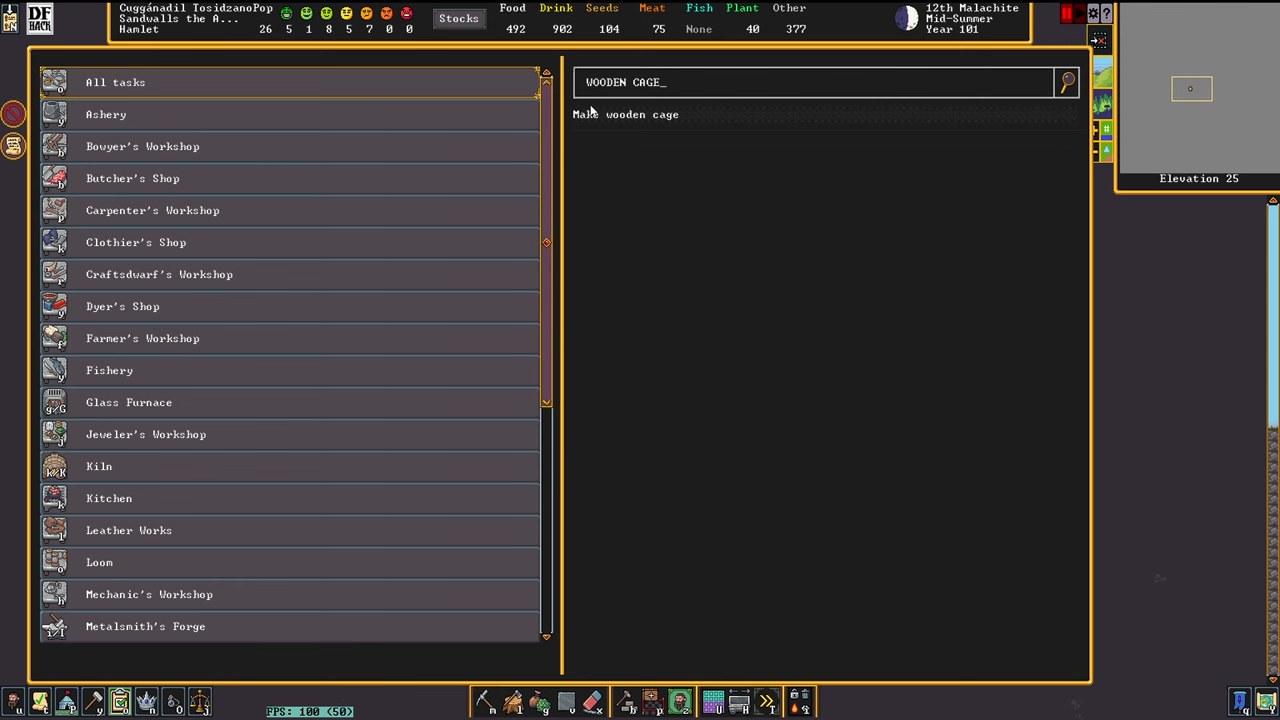 DF
HACK
Cuggánadil TosidzanoPop
Sandwalls the A...
Hamlet 26 5 1 8 5 7 0 0
Stocks
Food Drink Seeds Meat Fish Plant Other
492 902 104 75 None 40 377
12th Malachite
Mid-Summer
Year 101
Elevation 25
WOODEN CAGE_
Make wooden cage
All tasks
Ashery
Bowyer's Workshop
Butcher's Shop
Carpenter's Workshop
Clothier's Shop
Craftsdwarf's Workshop
Dyer's Shop
Farmer's Workshop
Fishery
Glass Furnace
Jeweler's Workshop
Kiln
Kitchen
Leather Works
Loom
Mechanic's Workshop
Metalsmith's Forge
FPS: 100 (50)